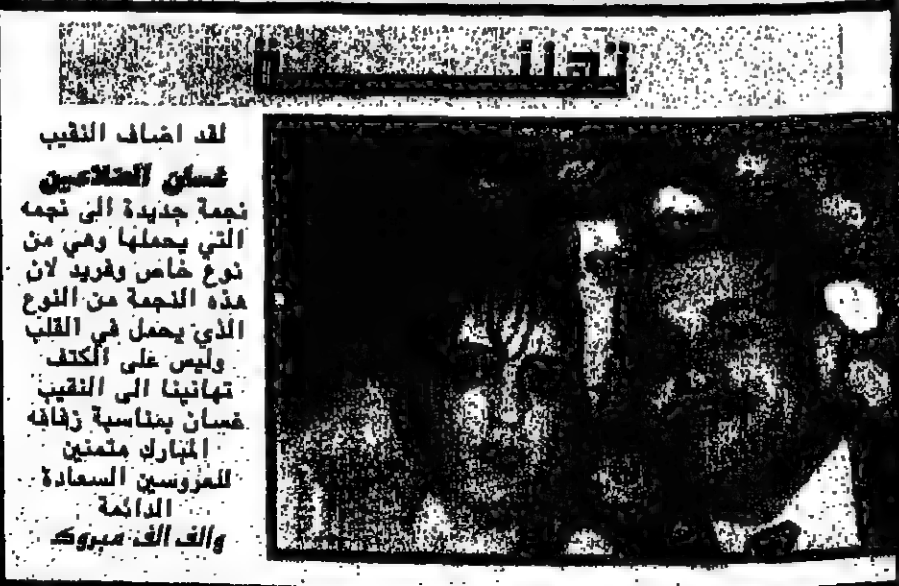 تهنئة
لقد اضاف النقيب
غسان الضلاعين
نجمة جديدة الى نجمه
التي يحملها وهي من
نوع خاص وفريد لان
هذه النجمة من النوع
الذي يحمل في القلب
وليس على الكتف
تهانينا الى النقيب
غسان بمناسبة زفافه
المبارك متمنين
للعروسين السعادة
الدائمة
والف الف مبروك